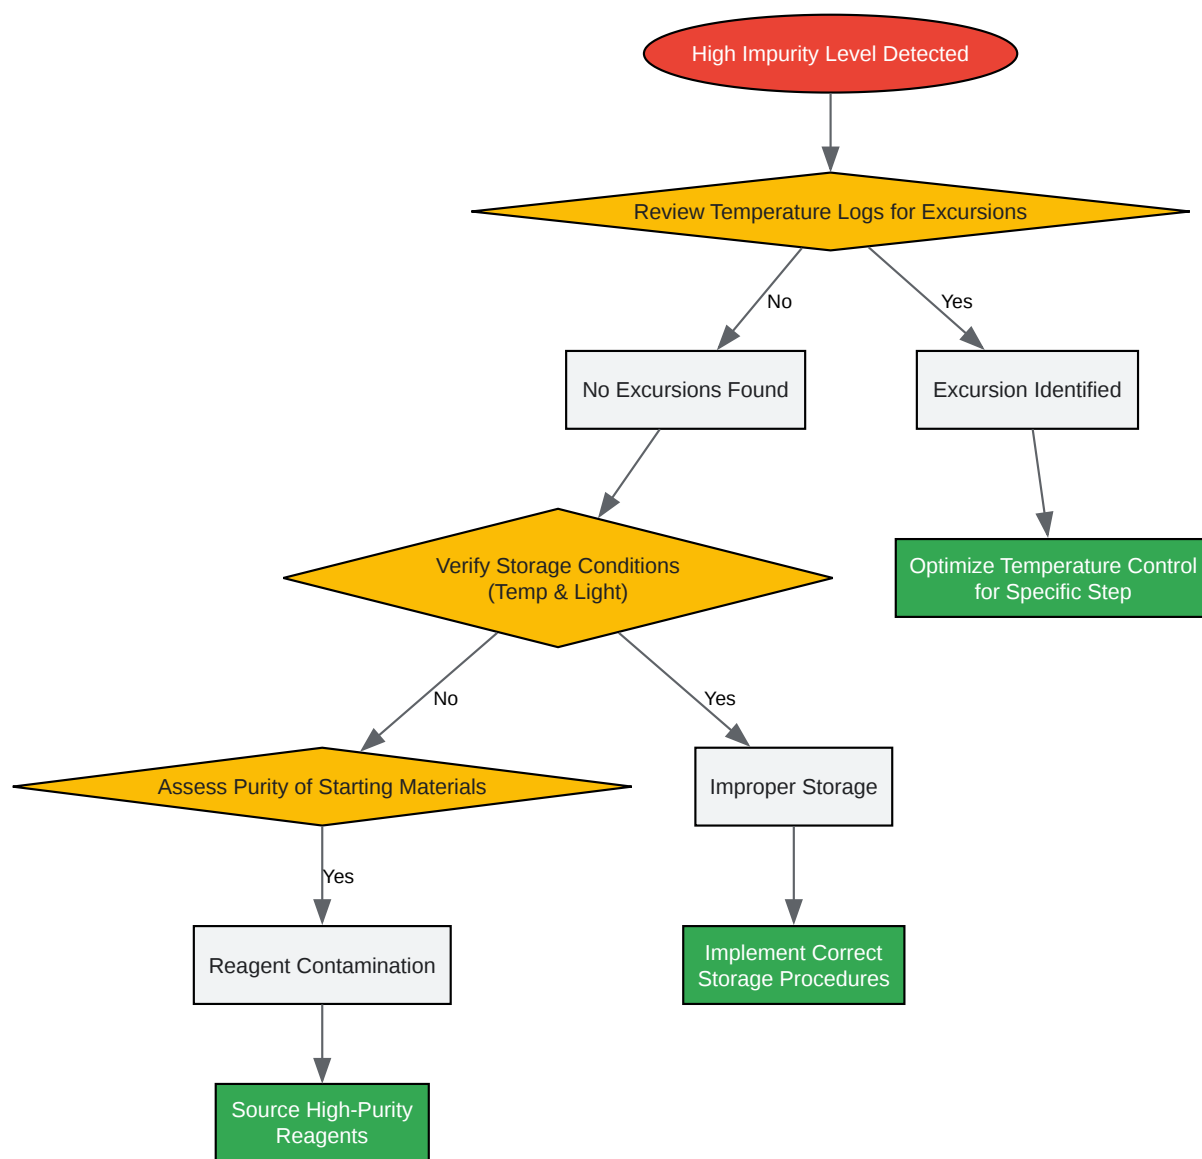 High Impurity Level Detected
Review Temperature Logs for Excursions
No
Yes
No Excursions Found
Excursion Identified
Verify Storage Conditions
(Temp & Light)
Optimize Temperature Control
for Specific Step
No
Yes
Assess Purity of Starting Materials
Improper Storage
Yes
Reagent Contamination
Implement Correct
Storage Procedures
Source High-Purity
Reagents